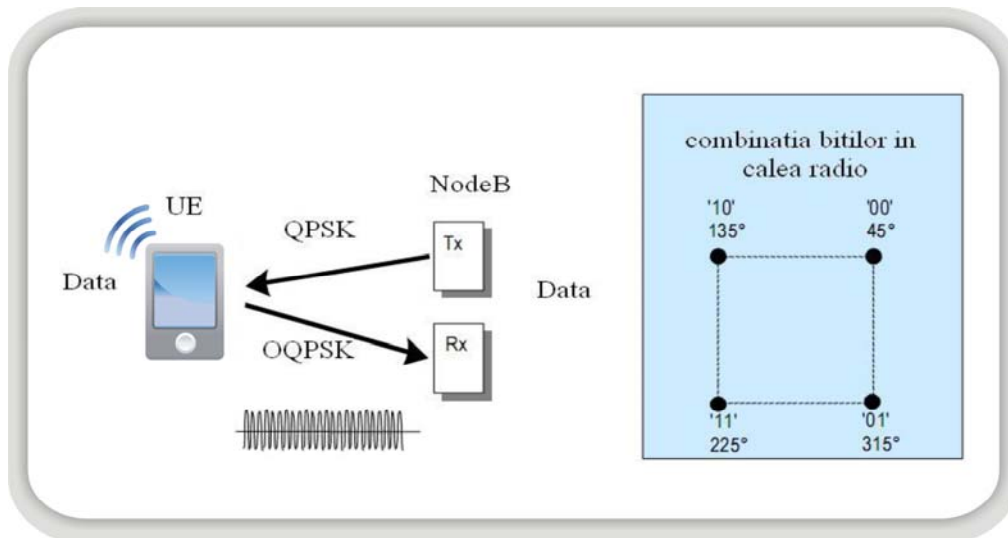 UE
Data
QPSK
OQPSK
NodeB
Tx
Rx
Data
combinatia bitilor in
calea radio
'10'
135°
'00'
45°
'11'
225°
'01'
315°